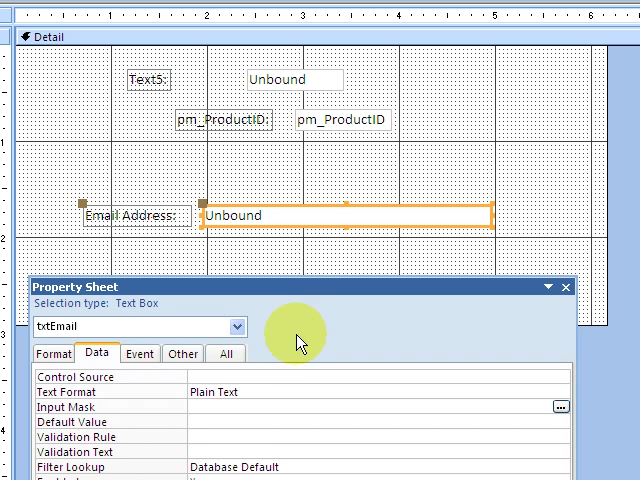 1 2 3 4 5 6
Detail
Text5: Unbound
pm_ProductID: pm_ProductID
1
Email Address: Unbound
2
Property Sheet
Selection type: Text Box
3
txtEmail
Format Data Event Other All
Control Source
Text Format Plain Text
Input Mask ...
Default Value
4
Validation Rule
Validation Text
Filter Lookup Database Default